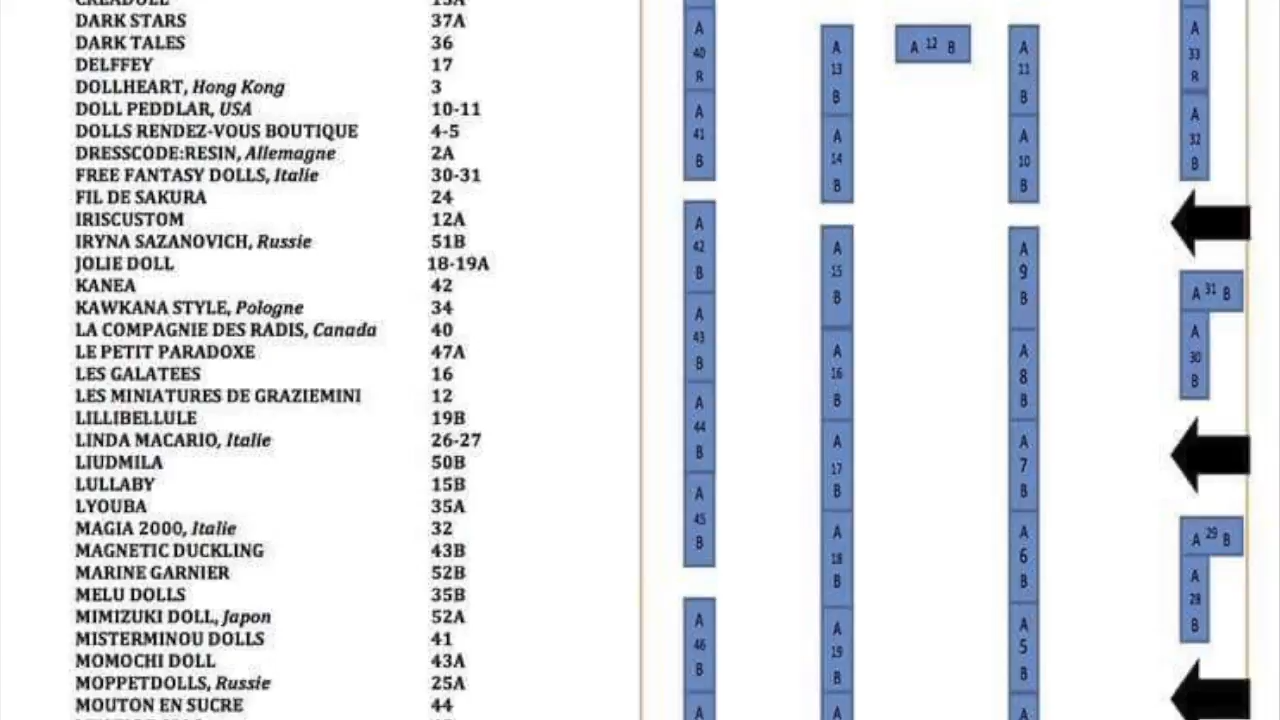 CREADOLL 13A
DARK STARS 37A
DARK TALES 36
DELFFEY 17
DOLLHEART, Hong Kong 3
DOLL PEDDLAR, USA 10-11
DOLLS RENDEZ-VOUS BOUTIQUE 4-5
DRESSCODE:RESIN, Allemagne 2A
FREE FANTASY DOLLS, Italie 30-31
FIL DE SAKURA 24
IRISCUSTOM 12A
IRYNA SAZANOVICH, Russie 51B
JOLIE DOLL 18-19A
KANEA 42
KAWKANA STYLE, Pologne 34
LA COMPAGNIE DES RADIS, Canada 40
LE PETIT PARADOXE 47A
LES GALATEES 16
LES MINIATURES DE GRAZIEMINI 12
LILLIBELLULE 19B
LINDA MACARIO, Italie 26-27
LIUDMILA 50B
LULLABY 15B
LYOUBA 35A
MAGIA 2000, Italie 32
MAGNETIC DUCKLING 43B
MARINE GARNIER 52B
MELU DOLLS 35B
MIMIZUKI DOLL, Japon 52A
MISTERMINOU DOLLS 41
MOMOCHI DOLL 43A
MOPPETDOLLS, Russie 25A
MOUTON EN SUCRE 44
A
40
R
A
41
B
A
42
B
A
43
B
A
44
B
A
45
B
A
46
B
A
A
13
B
A
14
B
A
15
B
A
16
B
A
17
B
A
18
B
A
19
B
A
A 12 B
A
11
B
A
10
B
A
9
B
A
8
B
A
7
B
A
6
B
A
5
B
A
A
33
R
A
32
B
A 31 B
A
30
B
A 29 B
A
28
B